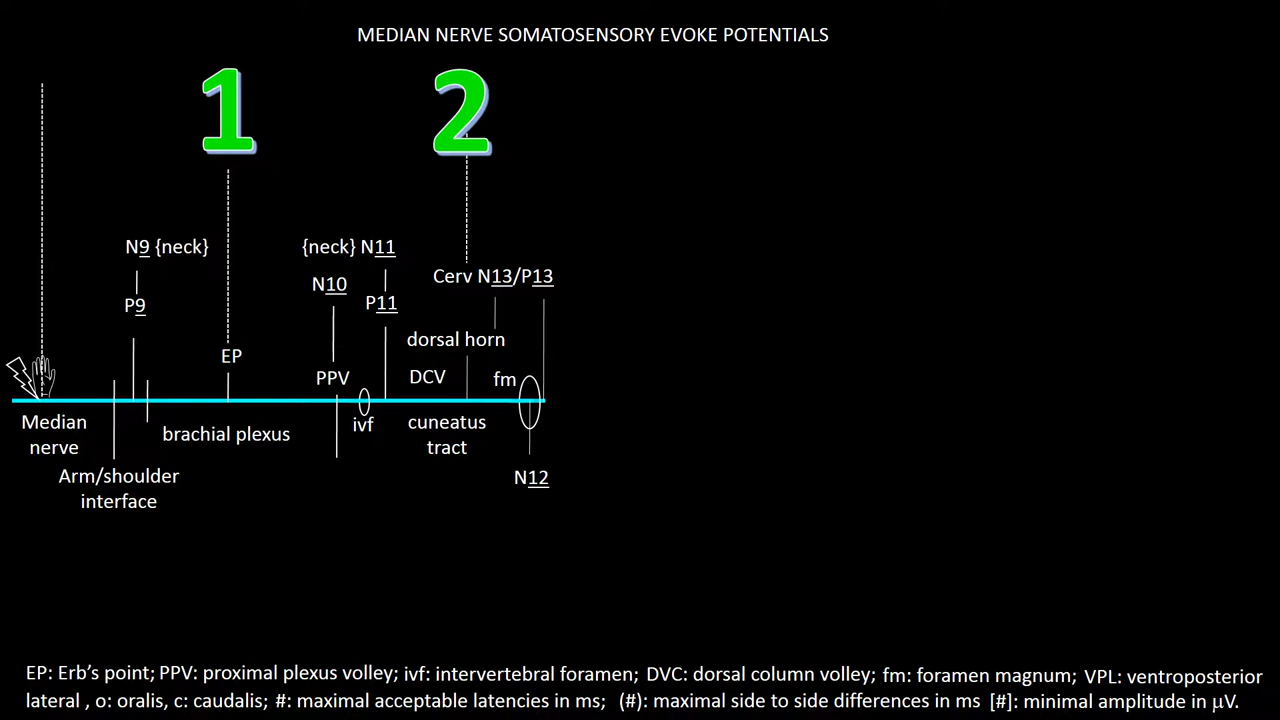 MEDIAN NERVE SOMATOSENSORY EVOKE POTENTIALS
1
2
N9 {neck}
{neck} N11
Cerv N13/P13
N10
P9
P11
dorsal horn
EP
PPV
DCV
fm
Median
nerve
brachial plexus
ivf
cuneatus
tract
Arm/shoulder
interface
N12
EP: Erb's point; PPV: proximal plexus volley; ivf: intervertebral foramen; DVC: dorsal column volley; fm: foramen magnum; VPL: ventroposterior
lateral , o: oralis, c: caudalis; #: maximal acceptable latencies in ms; (#): maximal side to side differences in ms [#]: minimal amplitude in μV.